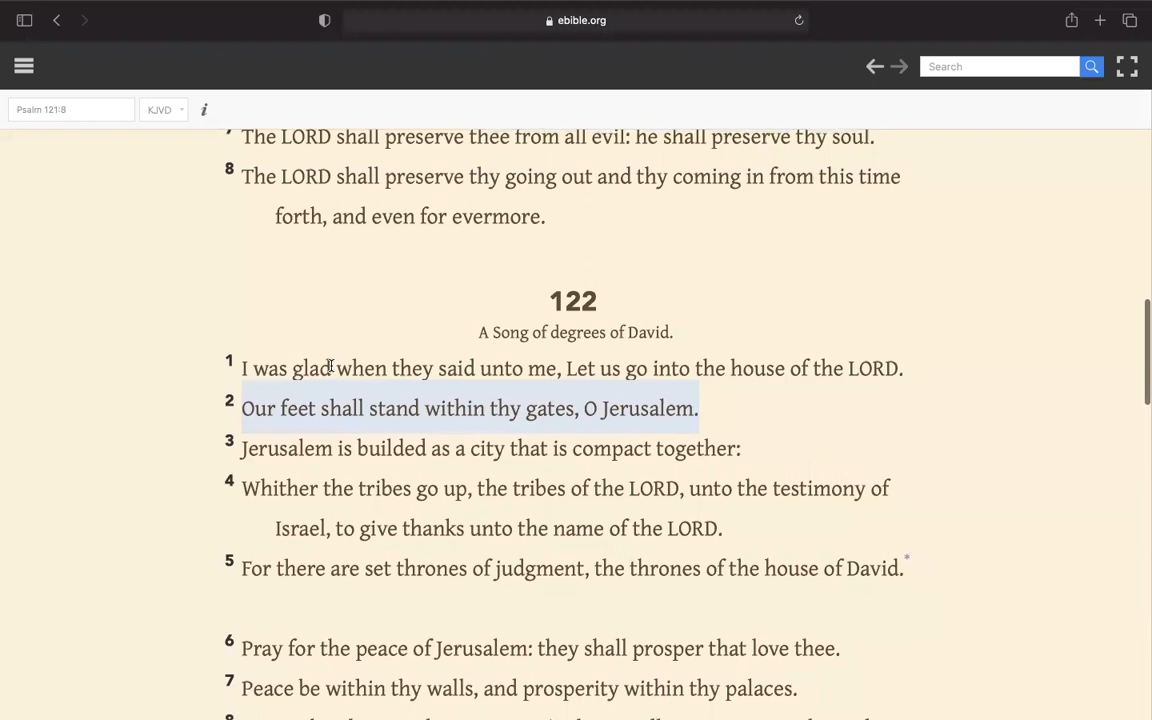 ebible.org
Search
Psalm 121:8
KJVD
i
7 The LORD shall preserve thee from all evil: he shall preserve thy soul.
8 The LORD shall preserve thy going out and thy coming in from this time
forth, and even for evermore.
122
A Song of degrees of David.
1 I was glad when they said unto me, Let us go into the house of the LORD.
2 Our feet shall stand within thy gates, O Jerusalem.
3 Jerusalem is builded as a city that is compact together:
4 Whither the tribes go up, the tribes of the LORD, unto the testimony of
Israel, to give thanks unto the name of the LORD.
5 For there are set thrones of judgment, the thrones of the house of David.*
6 Pray for the peace of Jerusalem: they shall prosper that love thee.
7 Peace be within thy walls, and prosperity within thy palaces.